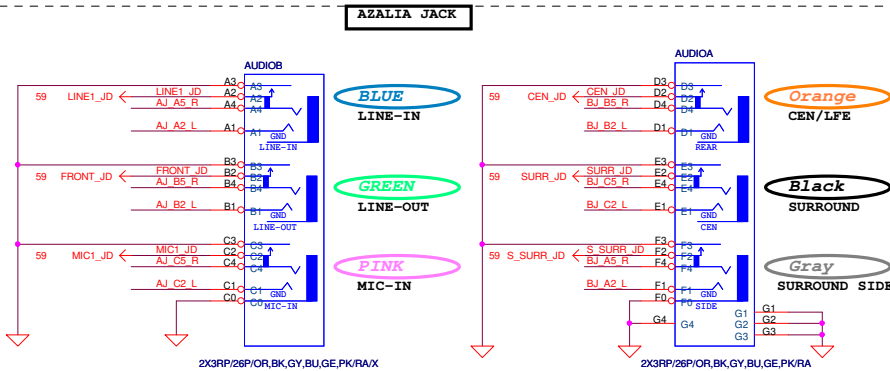 AZALIA JACK
AUDIOB
A3 A3
59 LINE1_JD LINE1_JD A2 A2
AJ_A5_R A4 A4
AJ_A2_L A1 A1
GND
LINE-IN
BLUE
LINE-IN
B3 B3
59 FRONT_JD FRONT_JD B2 B2
AJ_B5_R B4 B4
AJ_B2_L B1 B1
GND
LINE-OUT
GREEN
LINE-OUT
C3 C3
59 MIC1_JD MIC1_JD C2 C2
AJ_C5_R C4 C4
AJ_C2_L C1 C1
C0 C0
GND
MIC-IN
PINK
MIC-IN
2X3RP/26P/OR,BK,GY,BU,GE,PK/RA/X
AUDIOA
D3 D3
59 CEN_JD CEN_JD D2 D2
BJ_B5_R D4 D4
BJ_B2_L D1 D1
GND
REAR
Orange
CEN/LFE
E3 E3
59 SURR_JD SURR_JD E2 E2
BJ_C5_R E4 E4
BJ_C2_L E1 E1
GND
CEN
Black
SURROUND
F3 F3
59 S_SURR_JD S_SURR_JD F2 F2
BJ_A5_R F4 F4
BJ_A2_L F1 F1
F0 F0
GND
SIDE
Gray
SURROUND SIDE
G4 G4
G1 G1
G2 G2
G3 G3
2X3RP/26P/OR,BK,GY,BU,GE,PK/RA